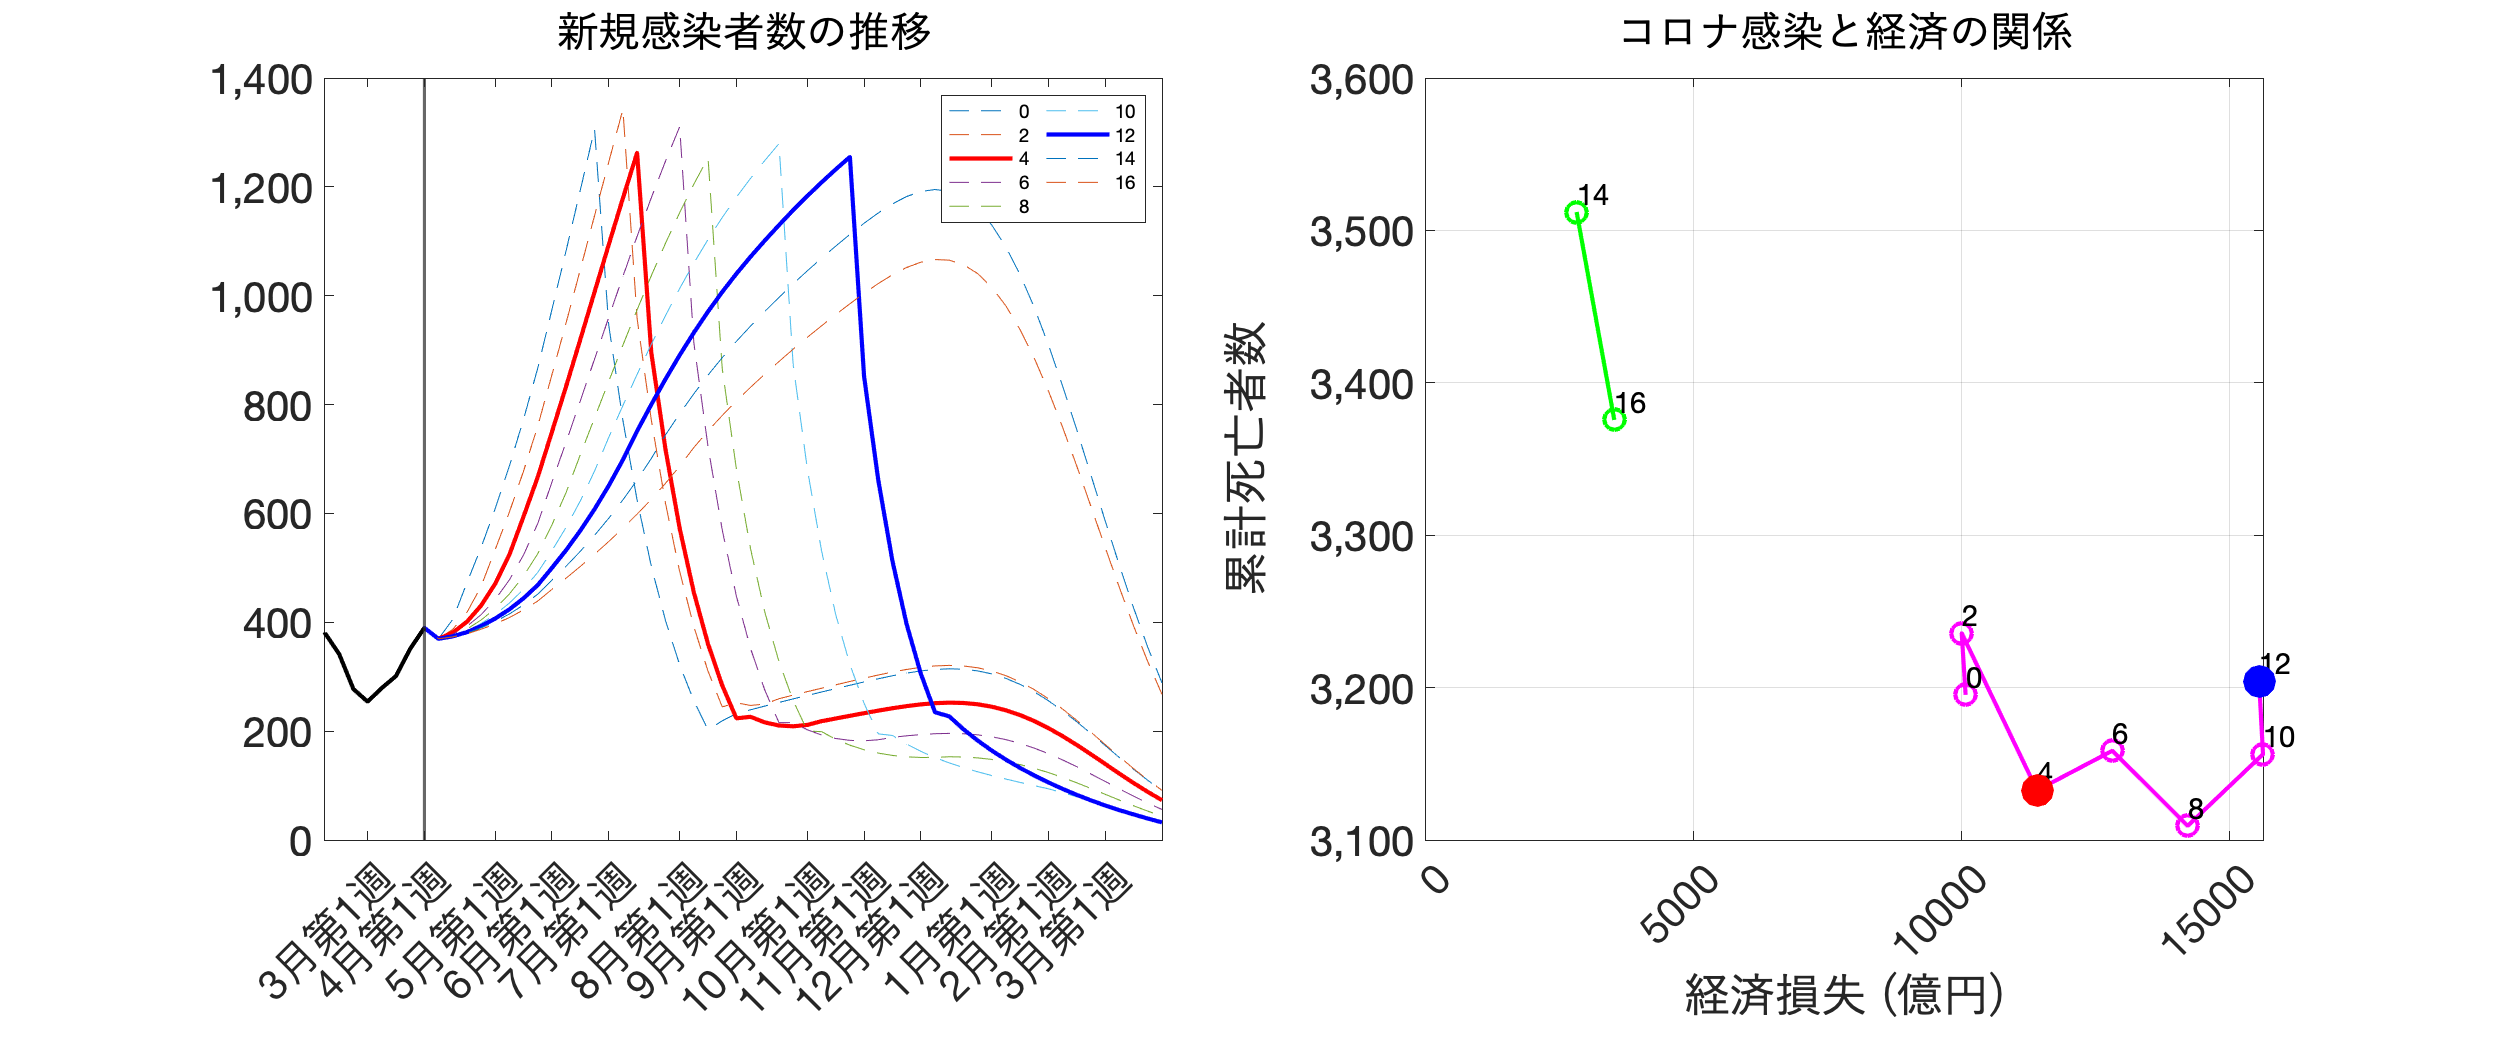 新規感染者数の推移
1,400
1,200
1,000
800
600
400
200
0
0
2
4
6
8
10
12
14
16
3月第1週
4月第1週
5月第1週
6月第1週
7月第1週
8月第1週
9月第1週
10月第1週
11月第1週
12月第1週
1月第1週
2月第1週
3月第1週
コロナ感染と経済の関係
累計死亡者数
3,600
3,500
3,400
3,300
3,200
3,100
14
16
2
0
12
10
6
4
8
0
5000
10000
15000
経済損失 (億円)